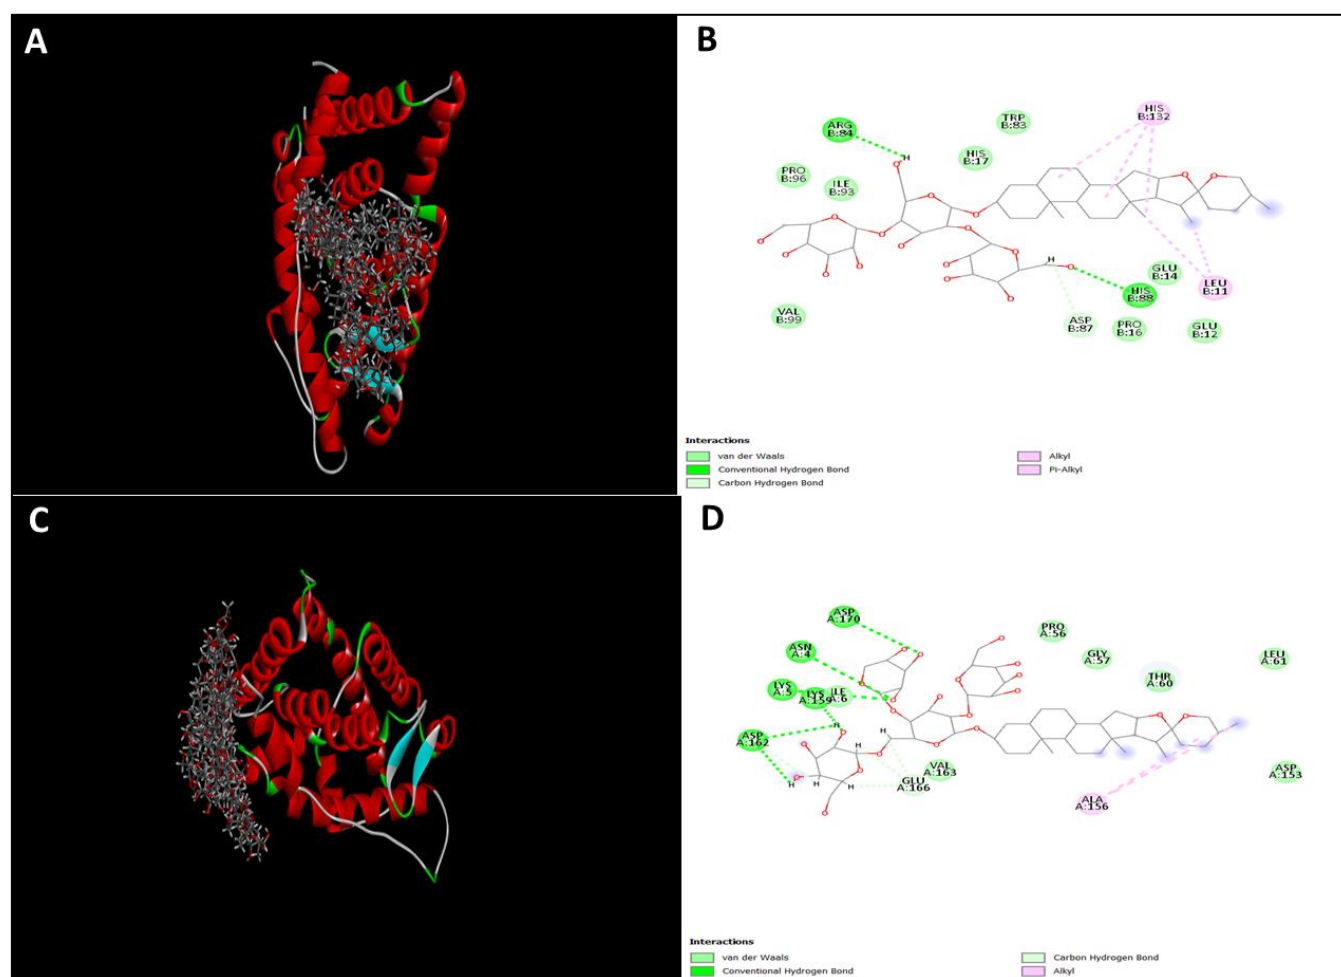 A
B
ARG
B:84
TRP
B:83
HIS
B:132
HIS
B:17
PRO
B:96
ILE
B:93
H
H
GLU
B:14
LEU
B:11
HIS
B:88
VAL
B:99
ASP
B:87
PRO
B:16
GLU
B:12
Interactions
van der Waals
Conventional Hydrogen Bond
Carbon Hydrogen Bond
Alkyl
Pi-Alkyl
C
D
ASP
A:170
PRO
A:56
ASN
A:4
GLY
A:57
LEU
A:61
THR
A:60
LYS
A:5
LYS
A:159
ILE
A:6
H
ASP
A:162
H
H
VAL
A:163
GLU
A:166
H
H
H
ASP
A:153
ALA
A:156
Interactions
van der Waals
Conventional Hydrogen Bond
Carbon Hydrogen Bond
Alkyl